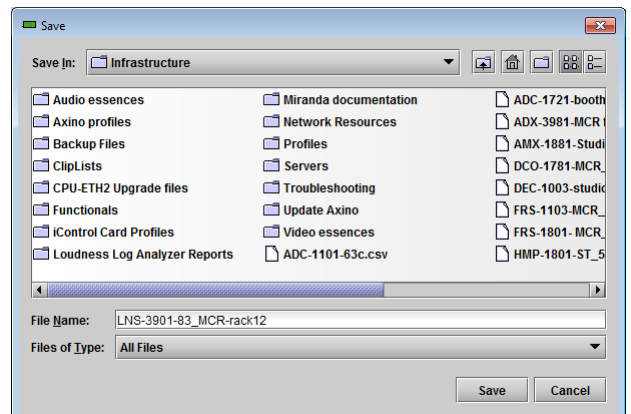 Save
Save In: Infrastructure
Audio essences
Axino profiles
Backup Files
ClipLists
CPU-ETH2 Upgrade files
Functionals
iControl Card Profiles
Loudness Log Analyzer Reports
Miranda documentation
Network Resources
Profiles
Servers
Troubleshooting
Update Axino
Video essences
ADC-1101-63c.csv
ADC-1721-booth
ADX-3981-MCR
AMX-1881-Studi
DCO-1781-MCR_
DEC-1003-studio
FRS-1103-MCR_
FRS-1801- MCR_
HMP-1801-ST_5
File Name: LNS-3901-83_MCR-rack12
Files of Type: All Files
Save Cancel